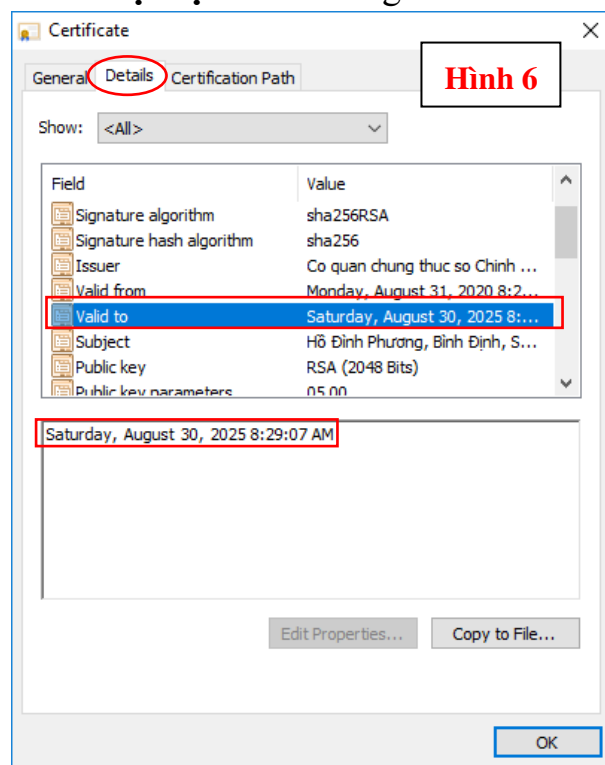 Certificate
General Details Certification Path
Hình 6
Show: <All>
Field Value
Signature algorithm sha256RSA
Signature hash algorithm sha256
Issuer Co quan chung thuc so Chinh ...
Valid from Monday, August 31, 2020 8:2...
Valid to Saturday, August 30, 2025 8:...
Subject Hồ Đình Phương, Bình Định, S...
Public key RSA (2048 Bits)
Public key parameters 05 00
Saturday, August 30, 2025 8:29:07 AM
Edit Properties... Copy to File...
OK